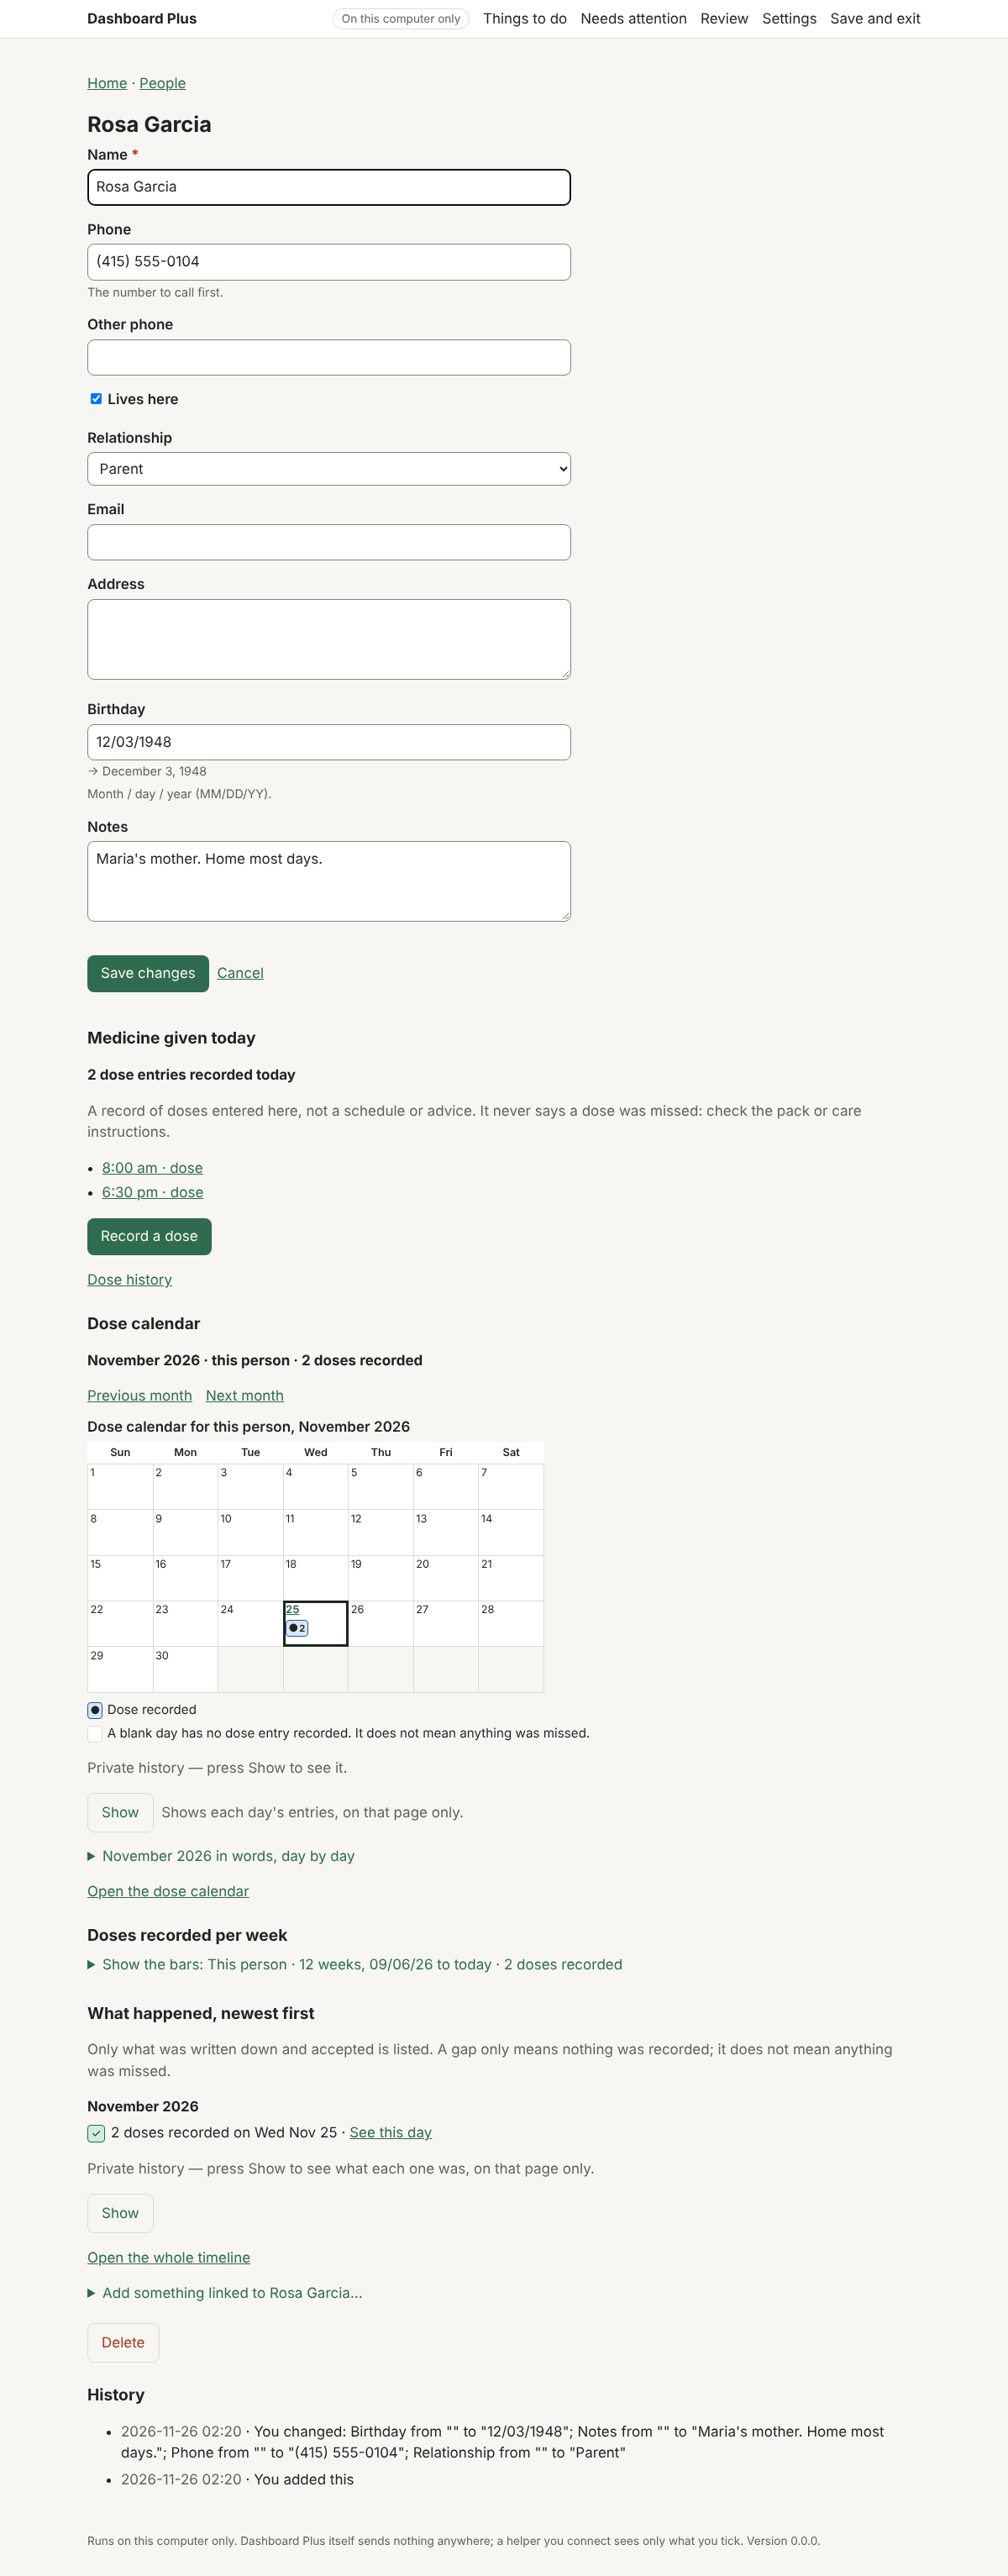 Dashboard Plus
On this computer only
Things to do
Needs attention
Review
Settings
Save and exit
Home · People
Rosa Garcia
Name *
Rosa Garcia
Phone
(415) 555-0104
The number to call first.
Other phone
Lives here
Relationship
Parent
Email
Address
Birthday
12/03/1948
→ December 3, 1948
Month / day / year (MM/DD/YY).
Notes
Maria's mother. Home most days.
Save changes Cancel
Medicine given today
2 dose entries recorded today
A record of doses entered here, not a schedule or advice. It never says a dose was missed: check the pack or care
instructions.
• 8:00 am · dose
• 6:30 pm · dose
Record a dose
Dose history
Dose calendar
November 2026 · this person · 2 doses recorded
Previous month Next month
Dose calendar for this person, November 2026
Sun Mon Tue Wed Thu Fri Sat
1 2 3 4 5 6 7
8 9 10 11 12 13 14
15 16 17 18 19 20 21
22 23 24 25 26 27 28
● 2
29 30
● Dose recorded
A blank day has no dose entry recorded. It does not mean anything was missed.
Private history — press Show to see it.
Show Shows each day's entries, on that page only.
▶ November 2026 in words, day by day
Open the dose calendar
Doses recorded per week
▶ Show the bars: This person · 12 weeks, 09/06/26 to today · 2 doses recorded
What happened, newest first
Only what was written down and accepted is listed. A gap only means nothing was recorded; it does not mean anything
was missed.
November 2026
✓ 2 doses recorded on Wed Nov 25 · See this day
Private history — press Show to see what each one was, on that page only.
Show
Open the whole timeline
▶ Add something linked to Rosa Garcia...
Delete
History
• 2026-11-26 02:20 · You changed: Birthday from "" to "12/03/1948"; Notes from "" to "Maria's mother. Home most
days."; Phone from "" to "(415) 555-0104"; Relationship from "" to "Parent"
• 2026-11-26 02:20 · You added this
Runs on this computer only. Dashboard Plus itself sends nothing anywhere; a helper you connect sees only what you tick. Version 0.0.0.